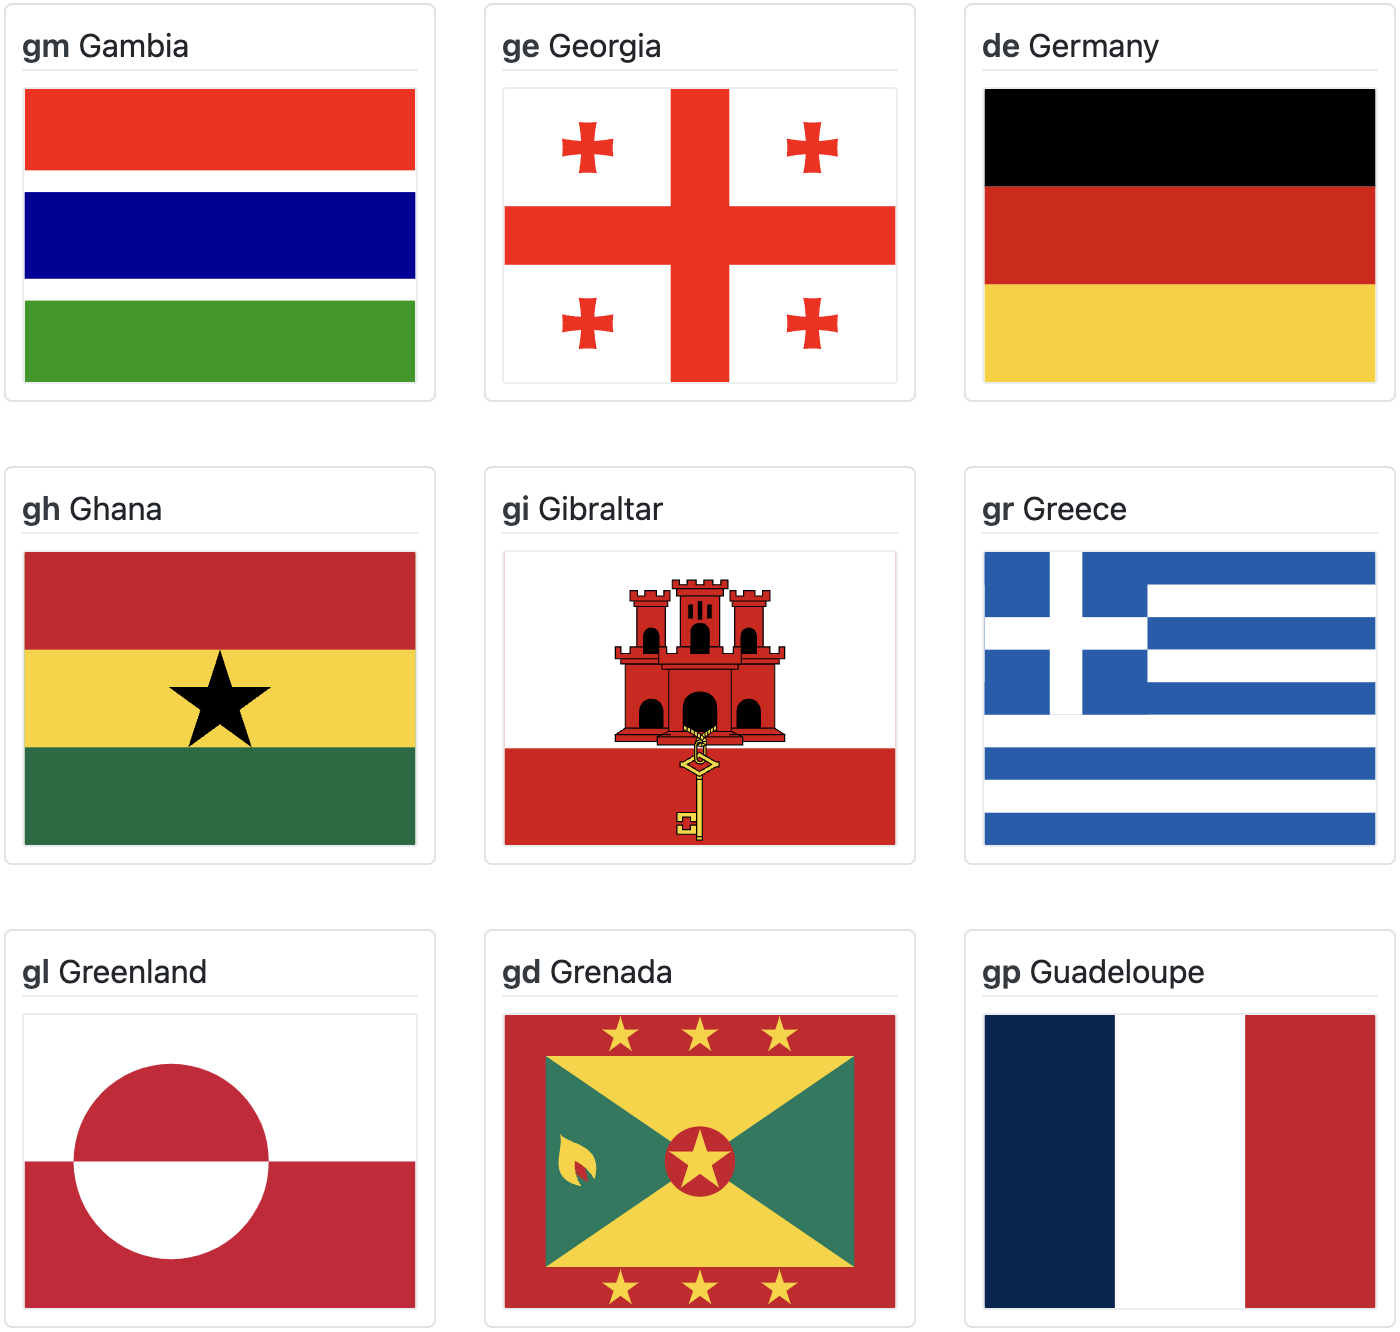 gm Gambia
ge Georgia
de Germany
gh Ghana
gi Gibraltar
gr Greece
gl Greenland
gd Grenada
gp Guadeloupe